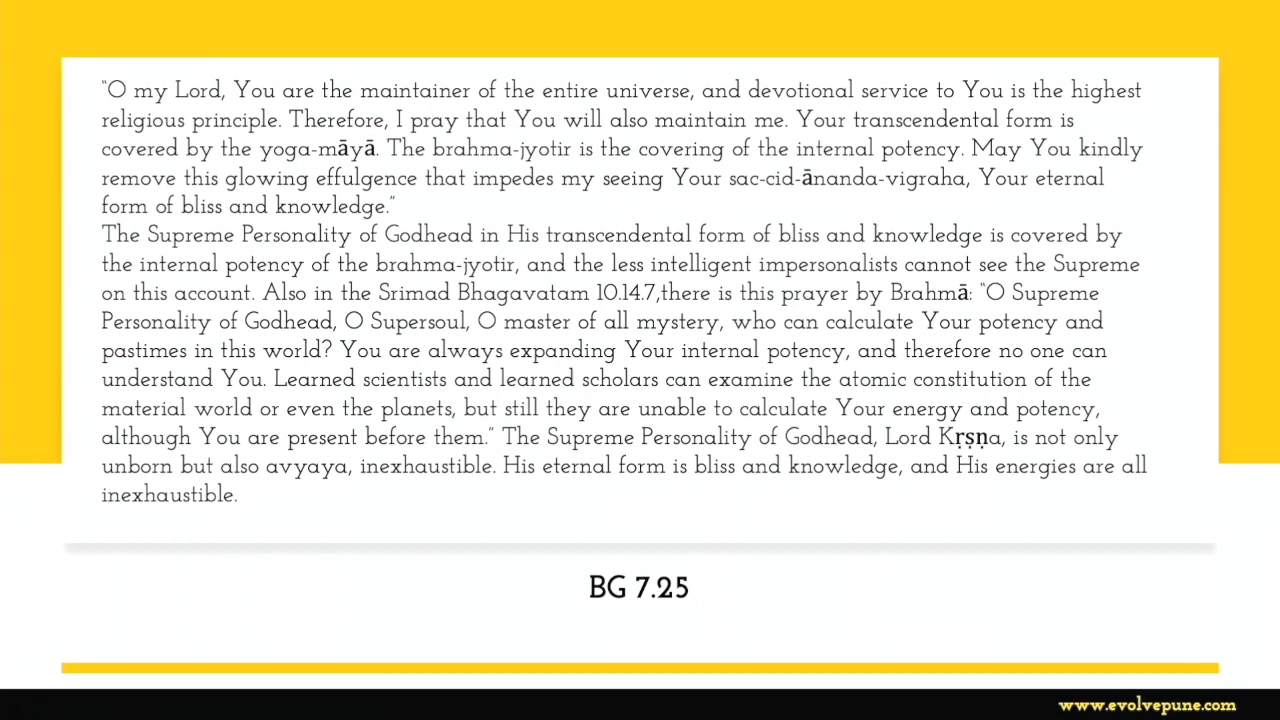 “O my Lord, You are the maintainer of the entire universe, and devotional service to You is the highest
religious principle. Therefore, I pray that You will also maintain me. Your transcendental form is
covered by the yoga-māyā. The brahma-jyotir is the covering of the internal potency. May You kindly
remove this glowing effulgence that impedes my seeing Your sac-cid-ānanda-vigraha, Your eternal
form of bliss and knowledge.”
The Supreme Personality of Godhead in His transcendental form of bliss and knowledge is covered by
the internal potency of the brahma-jyotir, and the less intelligent impersonalists cannot see the Supreme
on this account. Also in the Srimad Bhagavatam 10.14.7,there is this prayer by Brahmā: “O Supreme
Personality of Godhead, O Supersoul, O master of all mystery, who can calculate Your potency and
pastimes in this world? You are always expanding Your internal potency, and therefore no one can
understand You. Learned scientists and learned scholars can examine the atomic constitution of the
material world or even the planets, but still they are unable to calculate Your energy and potency,
although You are present before them.” The Supreme Personality of Godhead, Lord Kṛṣṇa, is not only
unborn but also avyaya, inexhaustible. His eternal form is bliss and knowledge, and His energies are all
inexhaustible.
BG 7.25
www.evolvepune.com